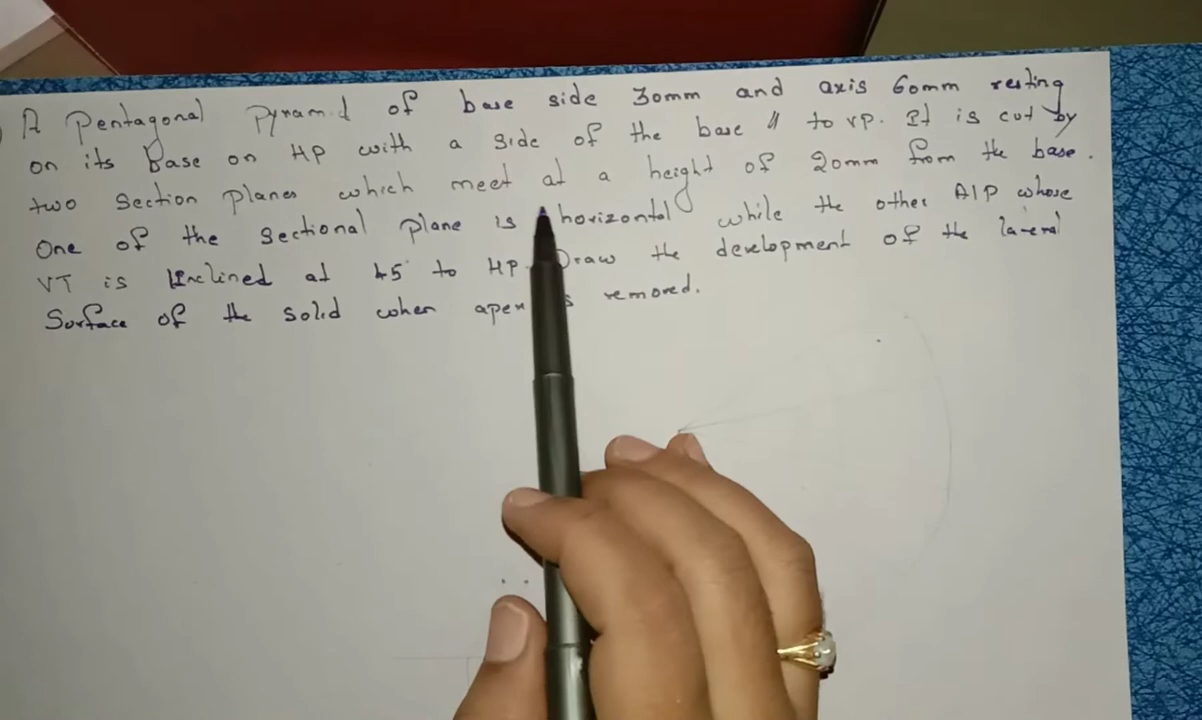 A Pentagonal Pyramid of base side 30mm and axis 60mm resting
on its Base on HP with a side of the base || to VP. It is cut by
two section planes which meet at a height of 20mm from the base.
One of the sectional plane is horizontal while the other AIP whose
VT is Inclined at 45° to HP. Draw the development of the lateral
Surface of the solid when apex is removed.